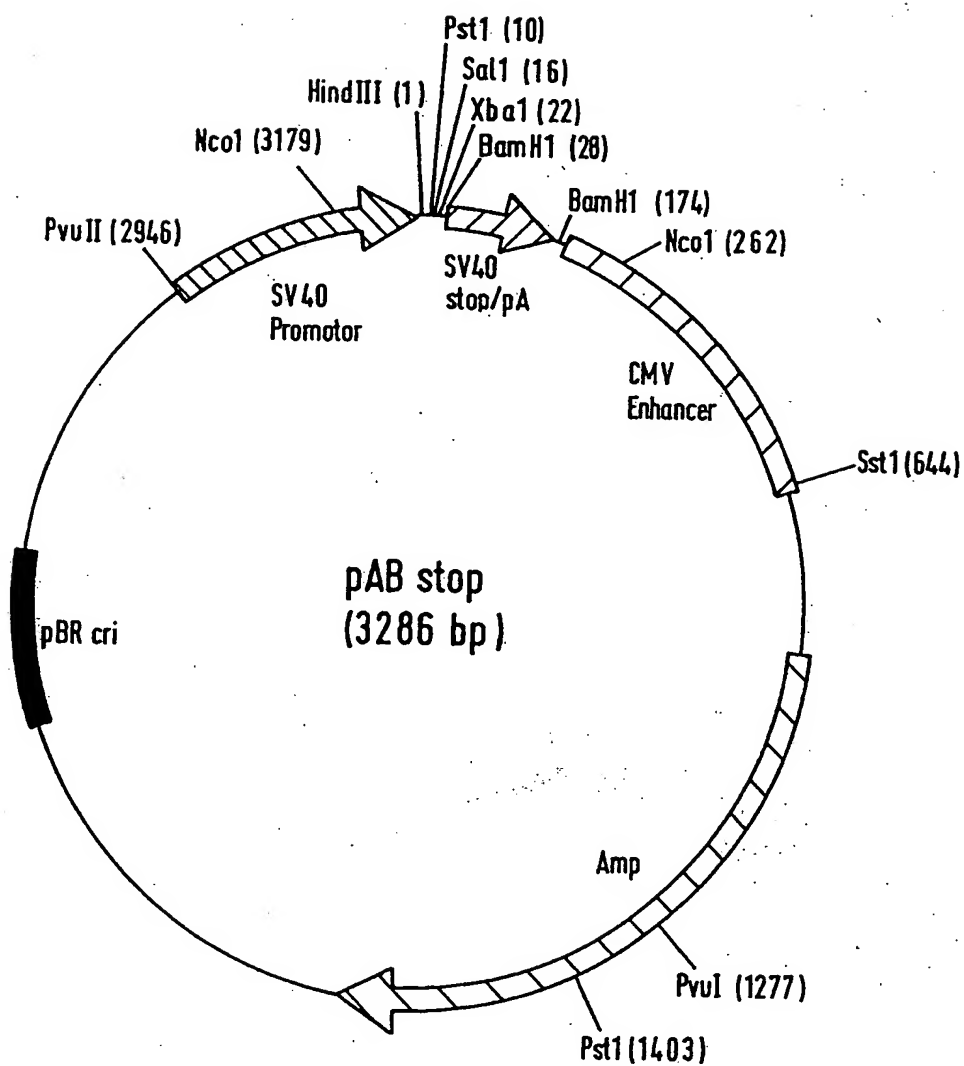 Pst1 (10)
Sal1 (16)
HindIII (1)
Xba1 (22)
Nco1 (3179)
BamH1 (28)
BamH1 (174)
PvuII (2946)
Nco1 (262)
SV40
Promotor
SV40
stop/pA
CMV
Enhancer
Sst1 (644)
pAB stop
(3286 bp)
pBR cri
Amp
PvuI (1277)
Pst1 (1403)